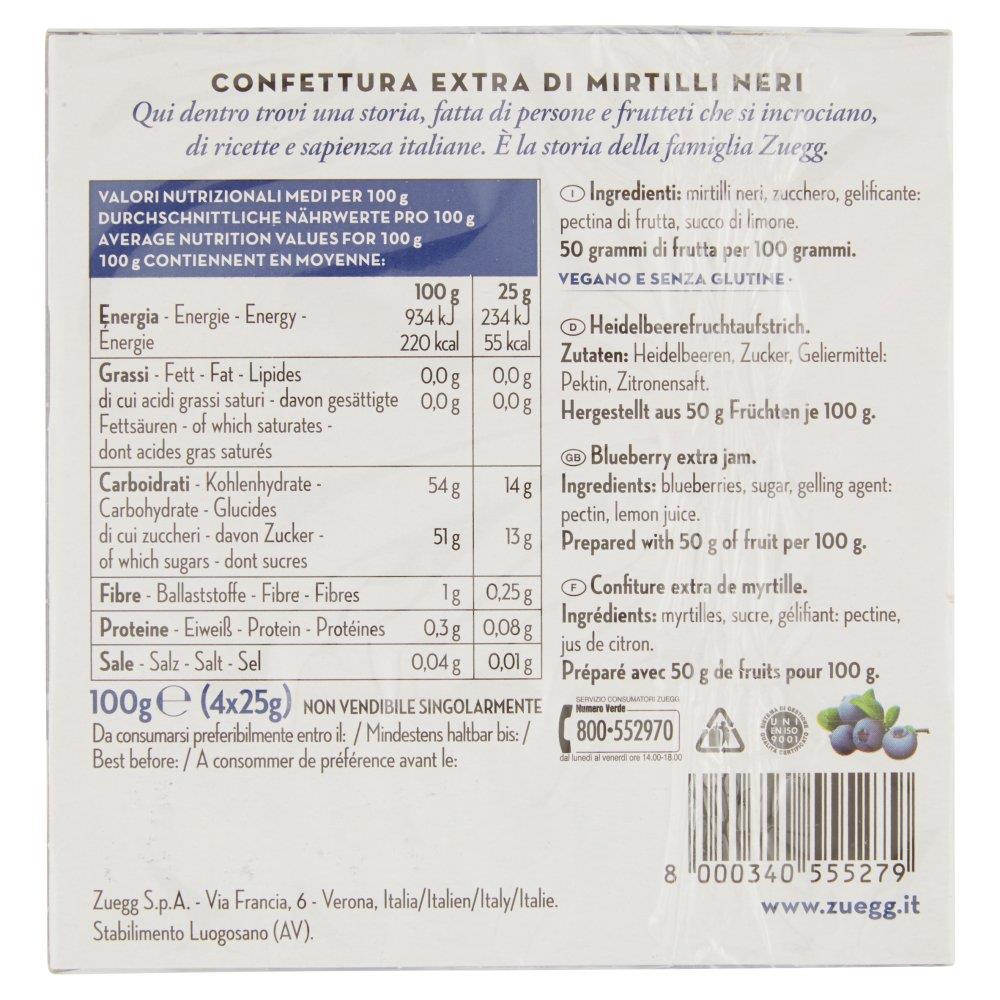 CONFETTURA EXTRA DI MIRTILLI NERI
Qui dentro trovi una storia, fatta di persone e frutteti che si incrociano,
di ricette e sapienza italiane. È la storia della famiglia Zuegg.
VALORI NUTRIZIONALI MEDI PER 100 g
DURCHSCHNITTLICHE NÄHRWERTE PRO 100 g
AVERAGE NUTRITION VALUES FOR 100 g
100 g CONTIENNENT EN MOYENNE:
100 g 25 g
Energia - Energie - Energy - 934 kJ 234 kJ
Énergie 220 kcal 55 kcal
Grassi - Fett - Fat - Lipides 0,0 g 0,0 g
di cui acidi grassi saturi - davon gesättigte 0,0 g 0,0 g
Fettsäuren - of which saturates -
dont acides gras saturés
Carboidrati - Kohlenhydrate - 54 g 14 g
Carbohydrate - Glucides
di cui zuccheri - davon Zucker - 51 g 13 g
of which sugars - dont sucres
Fibre - Ballaststoffe - Fibre - Fibres 1 g 0,25 g
Proteine - Eiweiß - Protein - Protéines 0,3 g 0,08 g
Sale - Salz - Salt - Sel 0,04 g 0,01 g
100g ℮ (4x25g) NON VENDIBILE SINGOLARMENTE
Da consumarsi preferibilmente entro il: / Mindestens haltbar bis: /
Best before: / A consommer de préférence avant le:
I Ingredienti: mirtilli neri, zucchero, gelificante:
pectina di frutta, succo di limone.
50 grammi di frutta per 100 grammi.
VEGANO E SENZA GLUTINE ·
D Heidelbeerefruchtaufstrich.
Zutaten: Heidelbeeren, Zucker, Geliermittel:
Pektin, Zitronensaft.
Hergestellt aus 50 g Früchten je 100 g.
GB Blueberry extra jam.
Ingredients: blueberries, sugar, gelling agent:
pectin, lemon juice.
Prepared with 50 g of fruit per 100 g.
F Confiture extra de myrtille.
Ingrédients: myrtilles, sucre, gélifiant: pectine,
jus de citron.
Préparé avec 50 g de fruits pour 100 g.
SERVIZIO CONSUMATORI ZUEGG
Numero Verde
800•552970
dal lunedì al venerdì ore 14.00-18.00
SISTEMA DI GESTIONE
UNI
EN ISO
9001
QUALITÀ CERTIFICATO
8 000340 555279
www.zuegg.it
Zuegg S.p.A. - Via Francia, 6 - Verona, Italia/Italien/Italy/Italie.
Stabilimento Luogosano (AV).